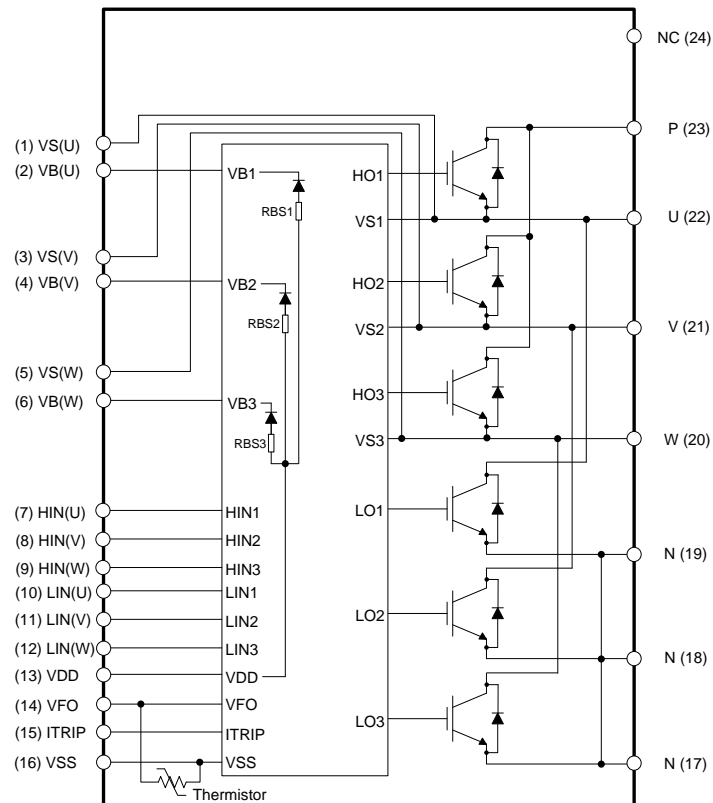 NC (24)
P (23)
(1) VS(U)
(2) VB(U)
VB1
HO1
RBS1
VS1
U (22)
(3) VS(V)
(4) VB(V)
VB2
HO2
RBS2
VS2
V (21)
(5) VS(W)
(6) VB(W)
VB3
HO3
RBS3
VS3
W (20)
(7) HIN(U)
HIN1
LO1
(8) HIN(V)
HIN2
N (19)
(9) HIN(W)
HIN3
(10) LIN(U)
LIN1
(11) LIN(V)
LIN2
LO2
(12) LIN(W)
LIN3
N (18)
(13) VDD
VDD
(14) VFO
VFO
LO3
(15) ITRIP
ITRIP
(16) VSS
VSS
N (17)
Thermistor